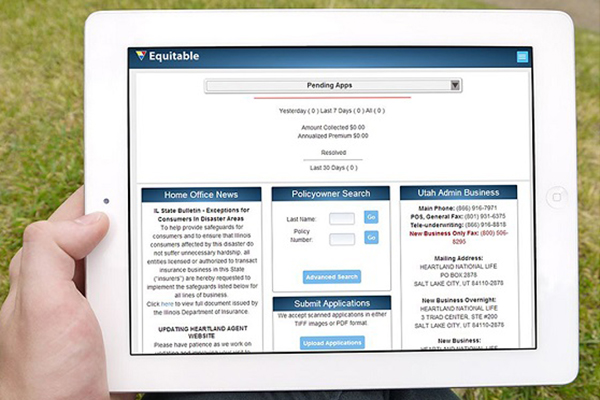 Equitable
Pending Apps
Yesterday ( 0 ) Last 7 Days ( 0 ) All ( 0 )
Amount Collected $0.00
Annualized Premium $0.00
Resolved
Last 30 Days ( 0 )
Home Office News
IL State Bulletin - Exceptions for
Consumers in Disaster Areas
To help provide safeguards for
consumers and to ensure that Illinois
consumers affected by this disaster do
not suffer unnecessary hardship, all
entities licensed or authorized to transact
insurance business in this State
("insurers") are hereby requested to
implement the safeguards listed below for
all lines of business.
Click here to view full document issued by
the Illinois Department of Insurance.
UPDATING HEARTLAND AGENT
WEBSITE
Please have patience as we work on
Policyowner Search
Last Name:
Go
Policy
Number:
Go
Advanced Search
Submit Applications
We accept scanned applications in either
TIFF images or PDF format.
Upload Applications
Utah Admin Business
Main Phone: (866) 916-7971
POS, General Fax: (801) 931-6375
Tele-underwriting: (866) 916-8818
New Business Only Fax: (800) 506-
8295
Mailing Address:
HEARTLAND NATIONAL LIFE
PO BOX 2878
SALT LAKE CITY, UT 84110-2878
New Business Overnight:
HEARTLAND NATIONAL LIFE
3 TRIAD CENTER, STE #200
SALT LAKE CITY, UT 84110-2876
New Business:
HEARTLAND NATIONAL LIFE